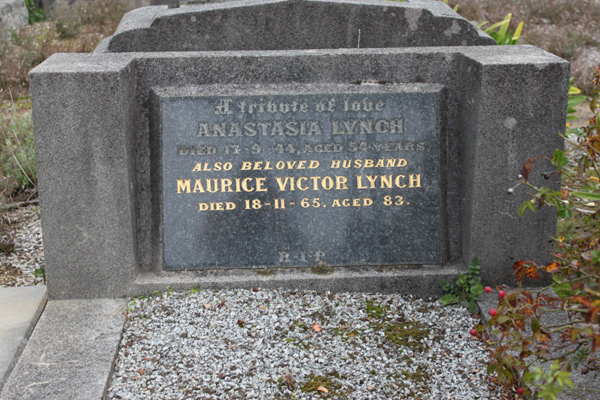 A tribute of love
ANASTASIA LYNCH
DIED 17-9-44, AGED 54 YEARS.
ALSO BELOVED HUSBAND
MAURICE VICTOR LYNCH
DIED 18-11-65. AGED 83.
R.I.P.